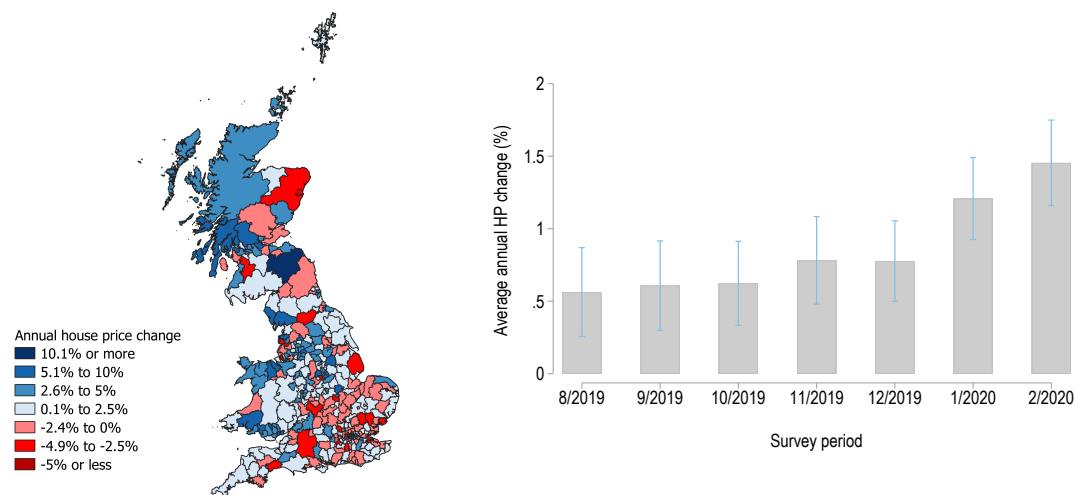 Annual house price change
10.1% or more
5.1% to 10%
2.6% to 5%
0.1% to 2.5%
-2.4% to 0%
-4.9% to -2.5%
-5% or less
Average annual HP change (%)
2
1.5
1
.5
0
8/2019 9/2019 10/2019 11/2019 12/2019 1/2020 2/2020
Survey period